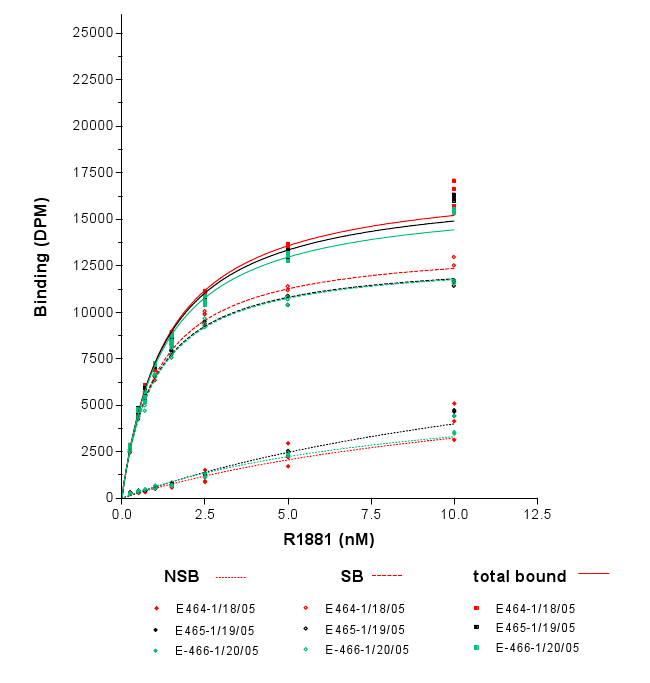 25000
22500
20000
17500
15000
12500
10000
7500
5000
2500
0
Binding (DPM)
0.0 2.5 5.0 7.5 10.0 12.5
R1881 (nM)
NSB SB total bound
E464-1/18/05 E464-1/18/05 E464-1/18/05
E465-1/19/05 E465-1/19/05 E465-1/19/05
E-466-1/20/05 E-466-1/20/05 E-466-1/20/05